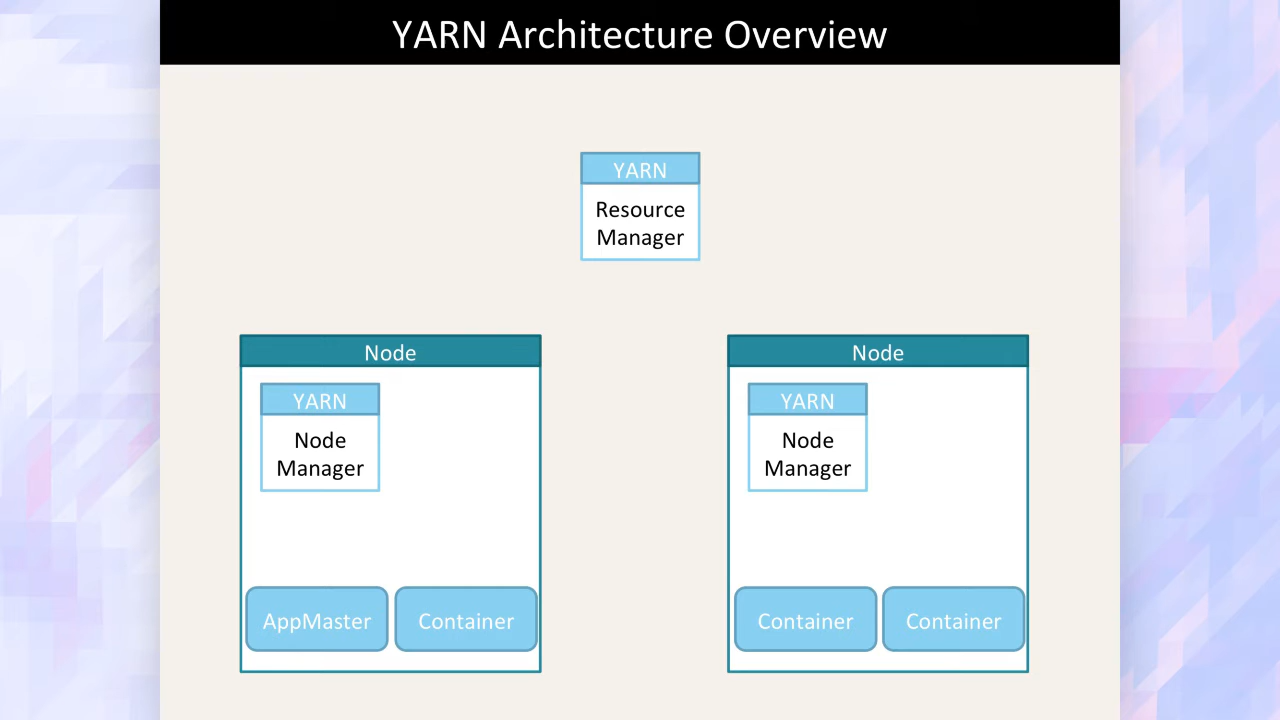 YARN Architecture Overview
YARN
Resource
Manager
Node
YARN
Node
Manager
AppMaster
Container
Node
YARN
Node
Manager
Container
Container